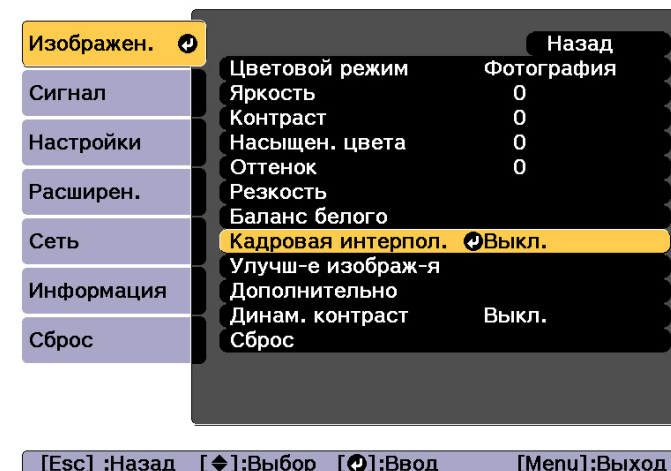 Изображен.
Сигнал
Настройки
Расширен.
Сеть
Информация
Сброс
Назад
Цветовой режим Фотография
Яркость 0
Контраст 0
Насыщен. цвета 0
Оттенок 0
Резкость
Баланс белого
Кадровая интерпол. Выкл.
Улучш-е изображ-я
Дополнительно
Динам. контраст Выкл.
Сброс
[Esc] :Назад [◆]:Выбор [⏎]:Ввод [Menu]:Выход